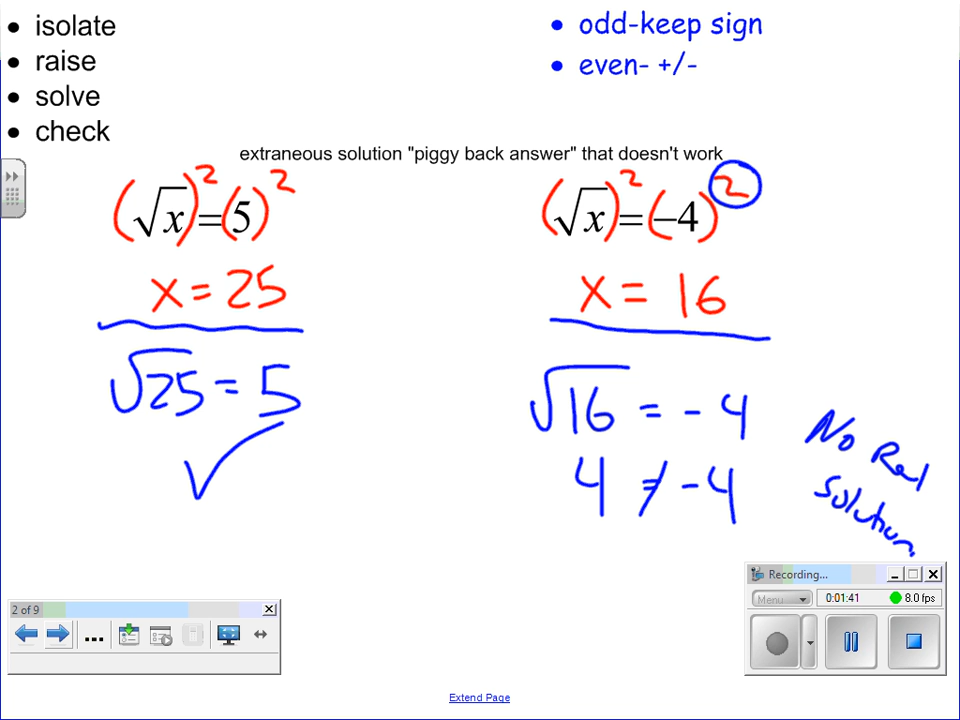 • isolate
• raise
• solve
• check
• odd-keep sign
• even- +/-
extraneous solution "piggy back answer" that doesn't work
(√x)² = (5)²
x = 25
√25 = 5
✓
(√x)² = (-4)²
x = 16
√16 = -4
4 ≠ -4
No Real
Solution
2 of 9
...
Recording...
Menu
0:01:41
8.0 fps
Extend Page